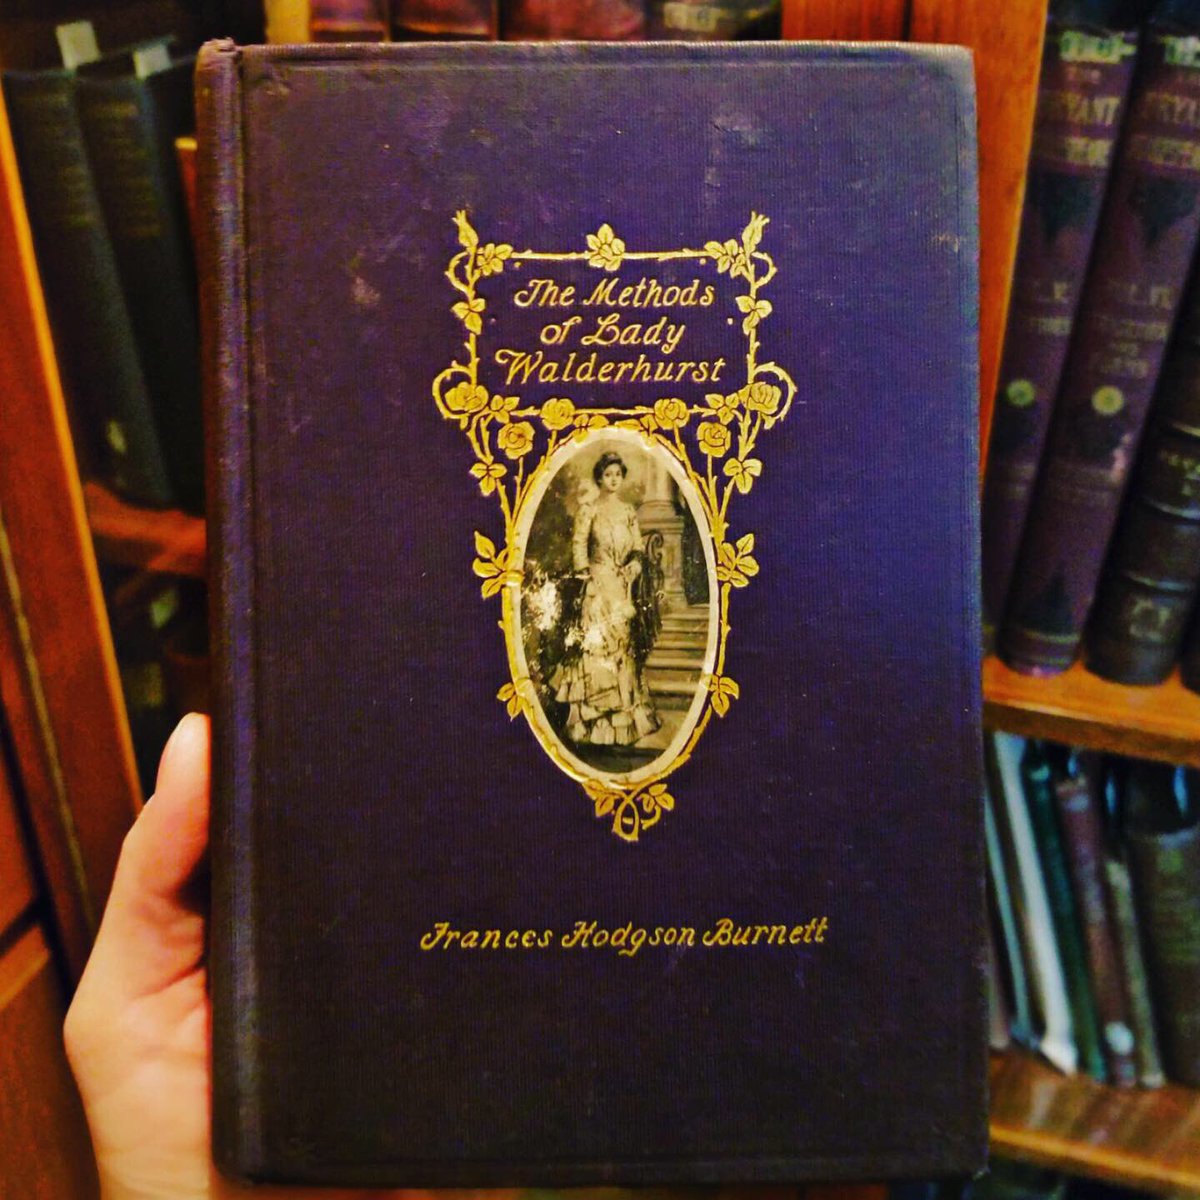 The Methods
of Lady
Walderhurst
Frances Hodgson Burnett